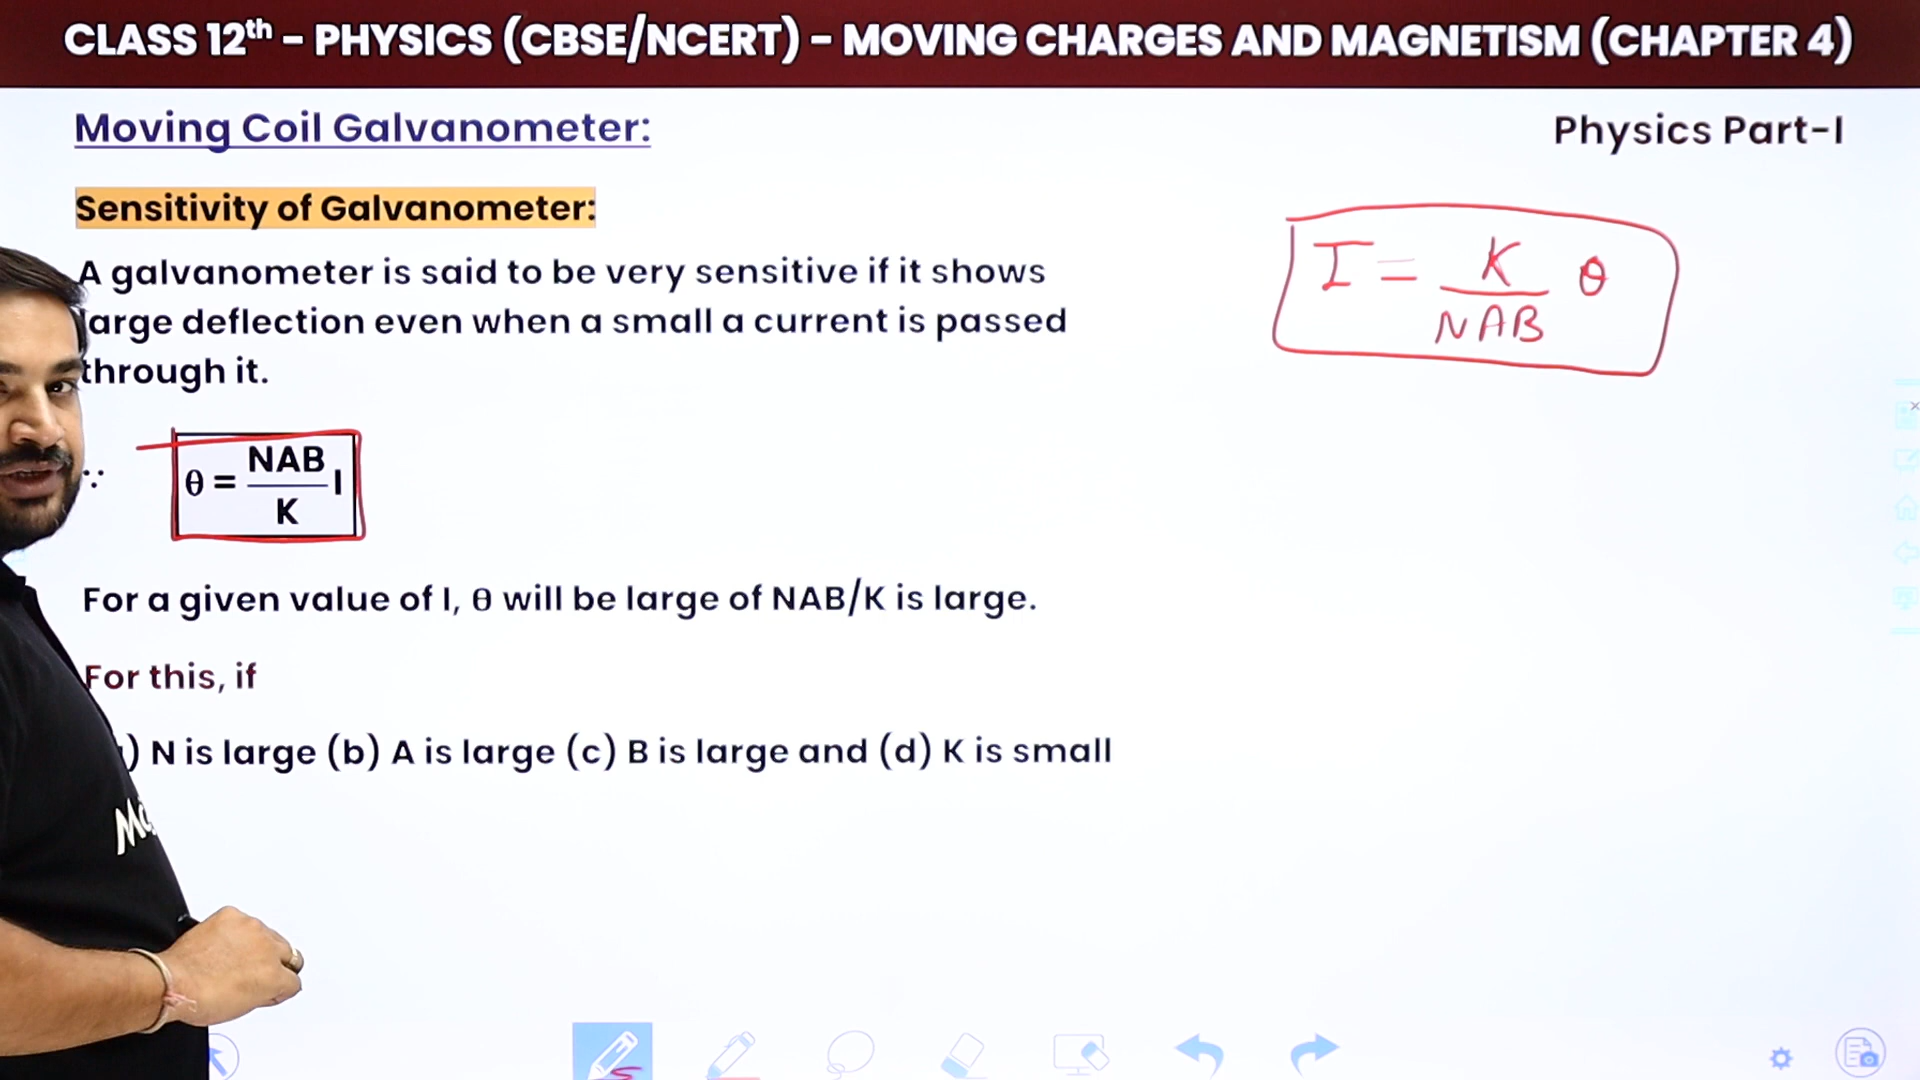 CLASS 12th - PHYSICS (CBSE/NCERT) - MOVING CHARGES AND MAGNETISM (CHAPTER 4)
Moving Coil Galvanometer:
Physics Part-I
Sensitivity of Galvanometer:
I = K/NAB θ
A galvanometer is said to be very sensitive if it shows
large deflection even when a small a current is passed
through it.
∵ θ = NAB/K I
For a given value of I, θ will be large of NAB/K is large.
For this, if
) N is large (b) A is large (c) B is large and (d) K is small